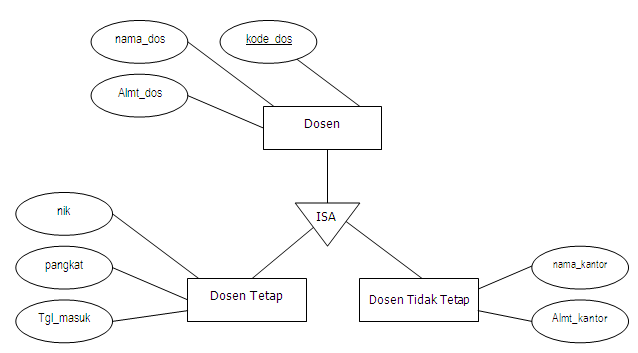 nama_dos
kode_dos
Almt_dos
Dosen
nik
ISA
pangkat
nama_kantor
Dosen Tetap
Dosen Tidak Tetap
Tgl_masuk
Almt_kantor